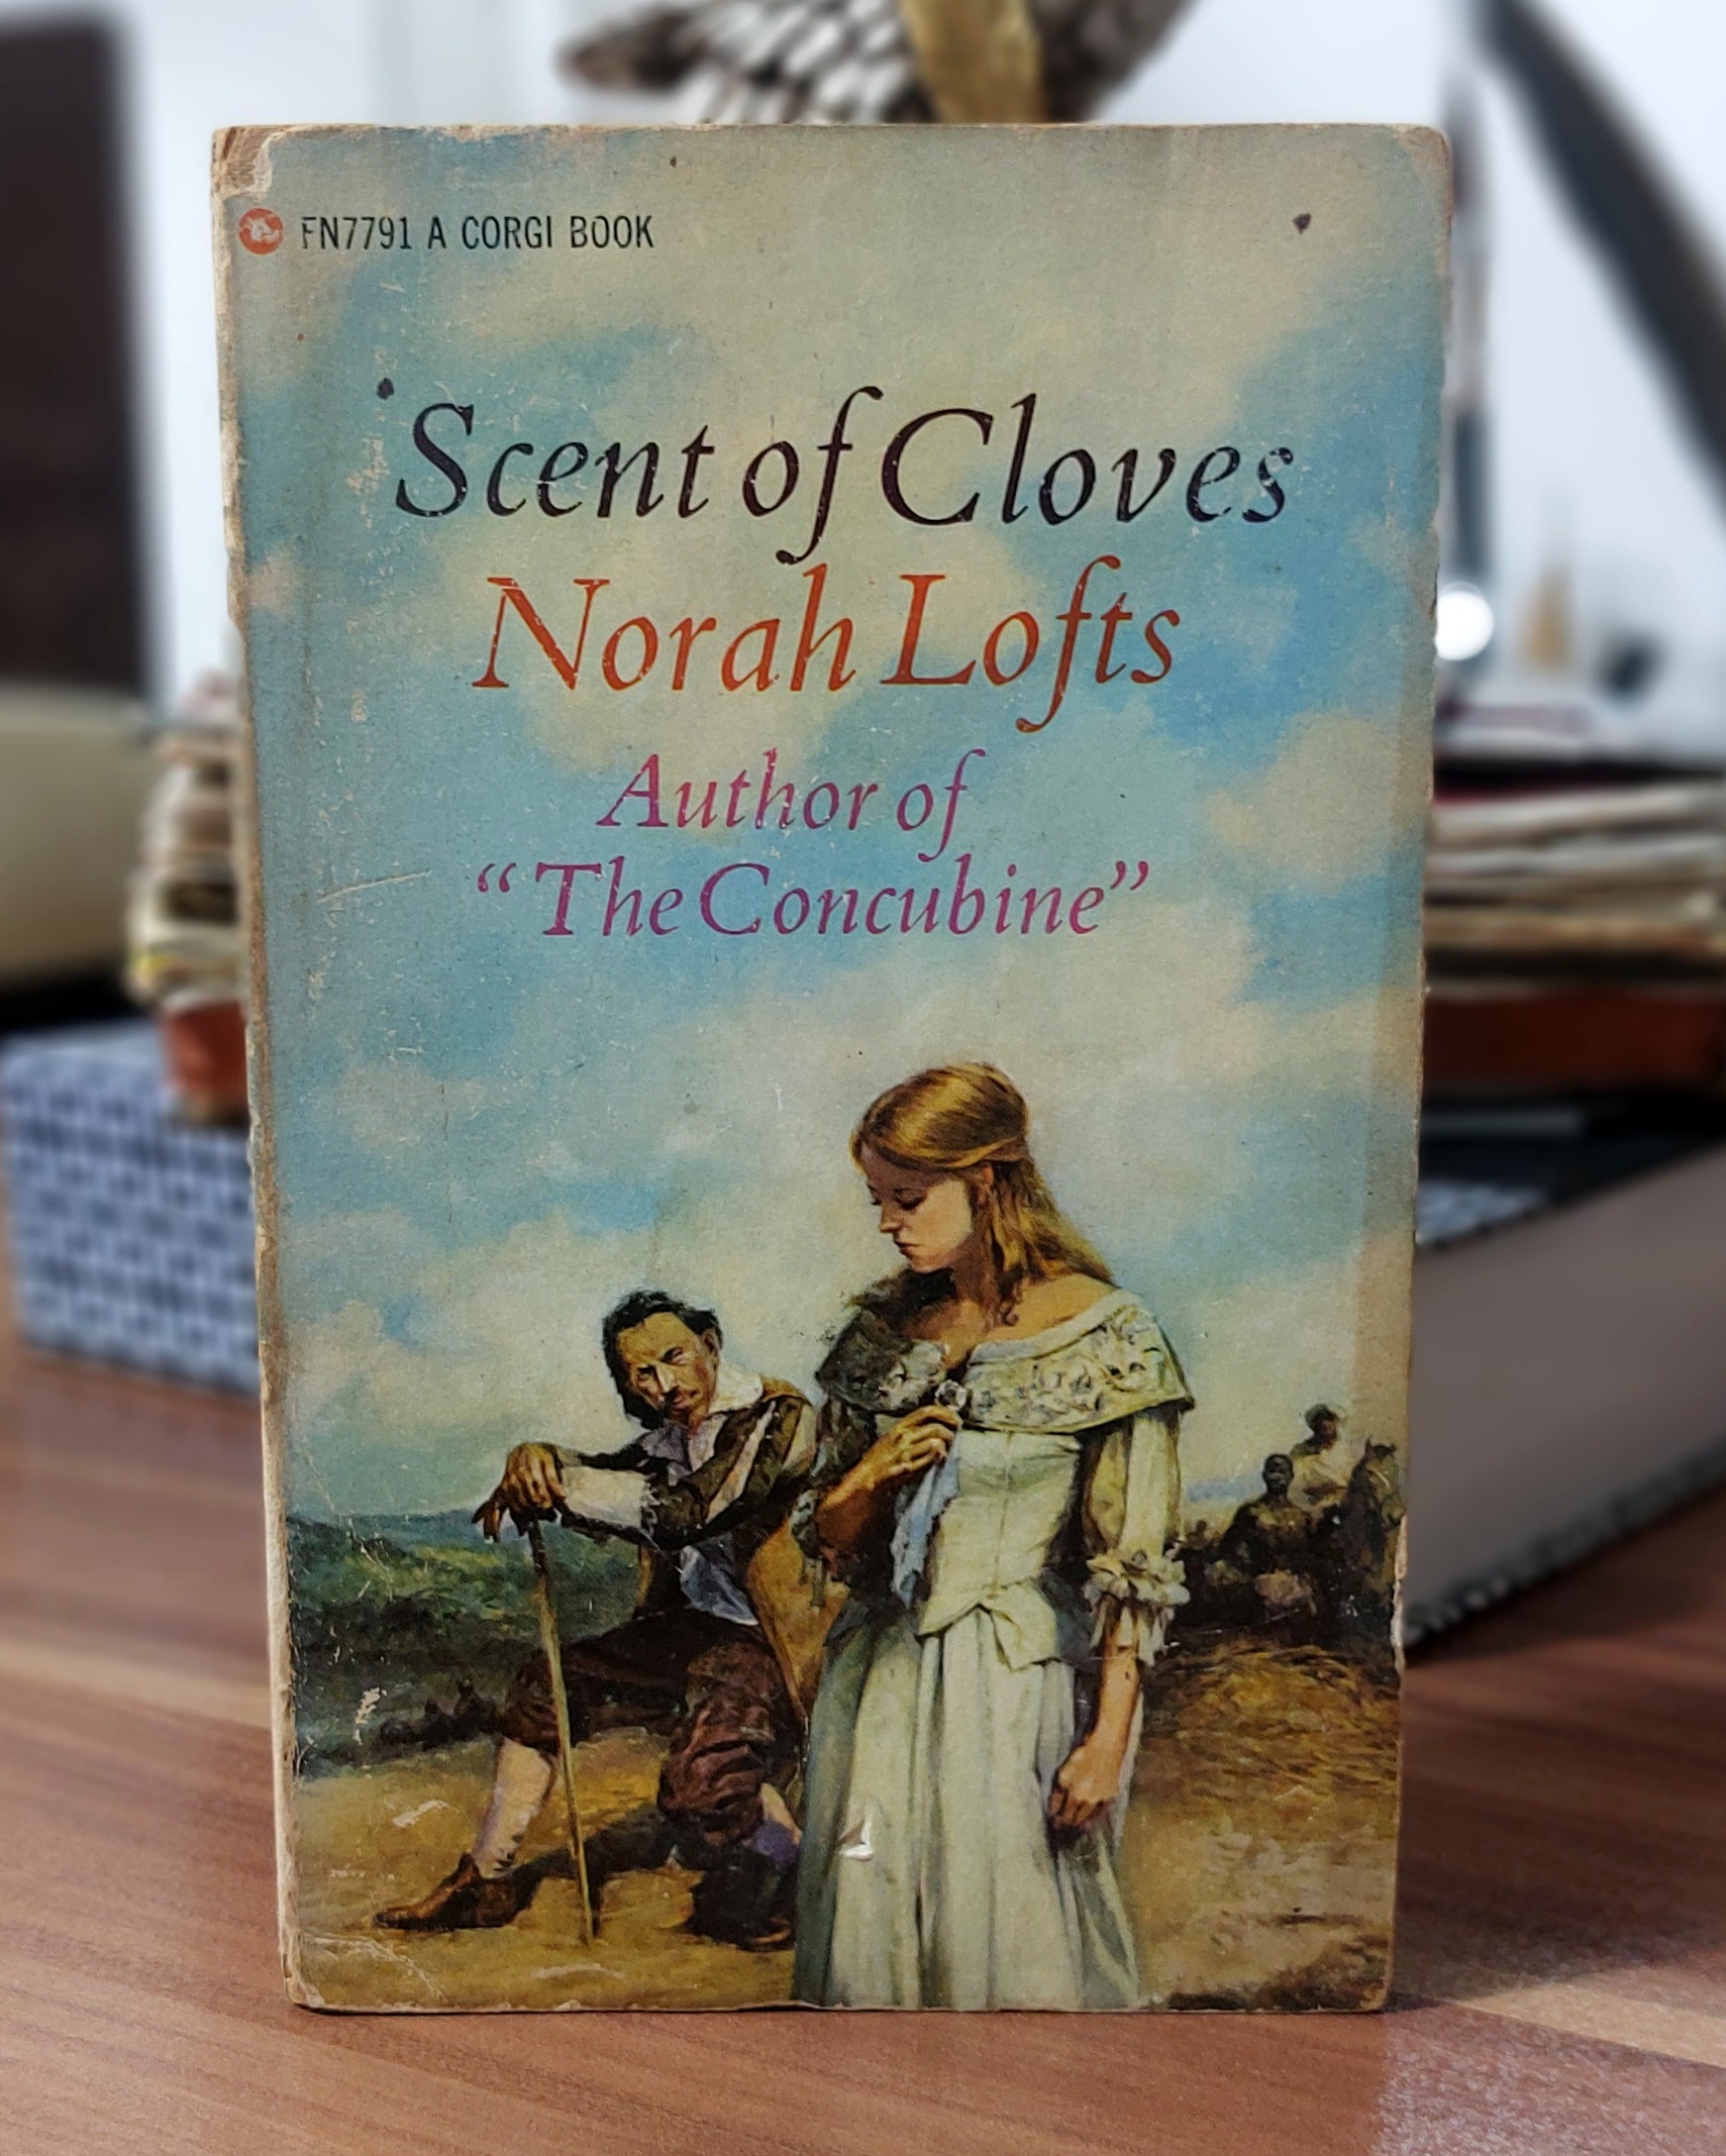 FN7791 A CORGI BOOK
Scent of Cloves
Norah Lofts
Author of
“The Concubine”